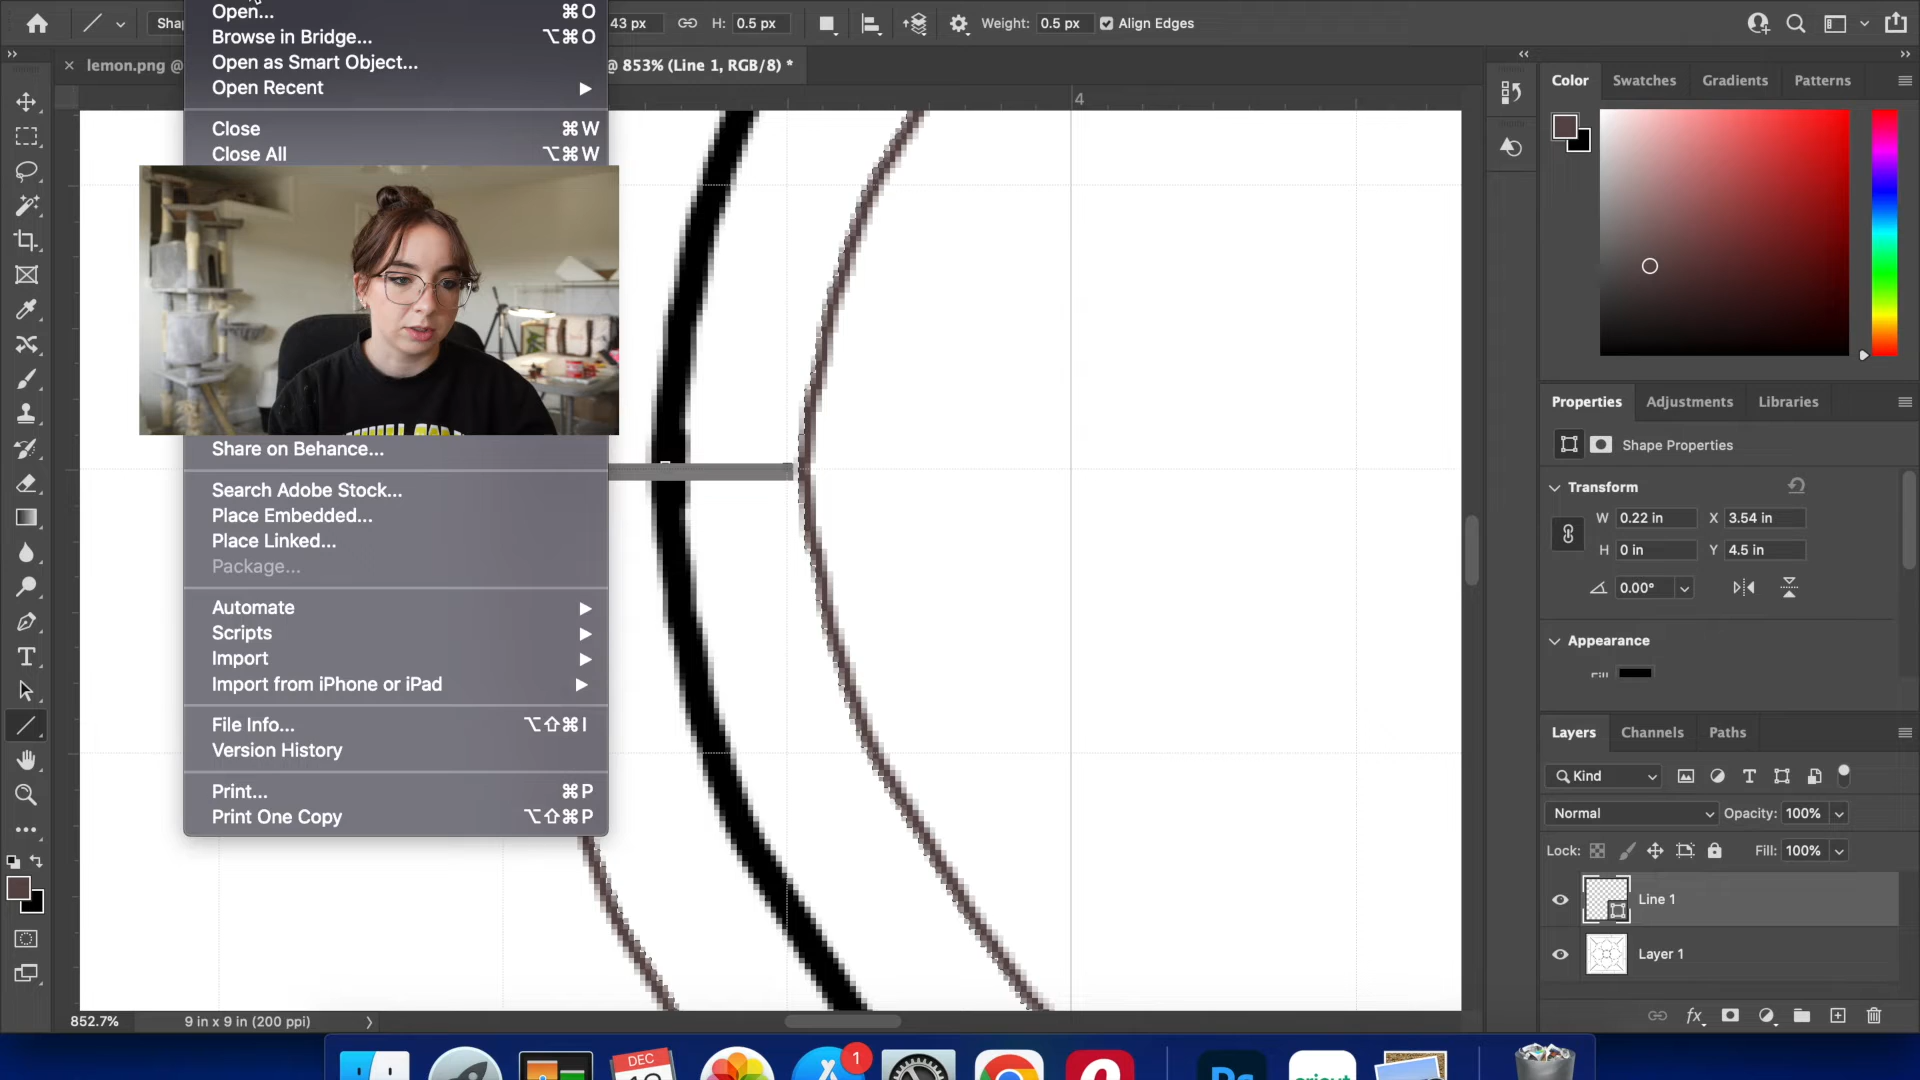 Open... ⌘O
Browse in Bridge... ⌥⌘O
Open as Smart Object...
Open Recent
Close ⌘W
Close All ⌥⌘W
Share on Behance...
Search Adobe Stock...
Place Embedded...
Place Linked...
Package...
Automate
Scripts
Import
Import from iPhone or iPad
File Info... ⌥⇧⌘I
Version History
Print... ⌘P
Print One Copy ⌥⇧⌘P
43 px H: 0.5 px Weight: 0.5 px Align Edges
lemon.png @
@ 853% (Line 1, RGB/8) *
4
852.7% 9 in x 9 in (200 ppi)
Color Swatches Gradients Patterns
Properties Adjustments Libraries
Shape Properties
Transform
W 0.22 in X 3.54 in
H 0 in Y 4.5 in
0.00°
Appearance
Layers Channels Paths
Kind
Normal Opacity: 100%
Lock: Fill: 100%
Line 1
Layer 1
DEC
1
Ps